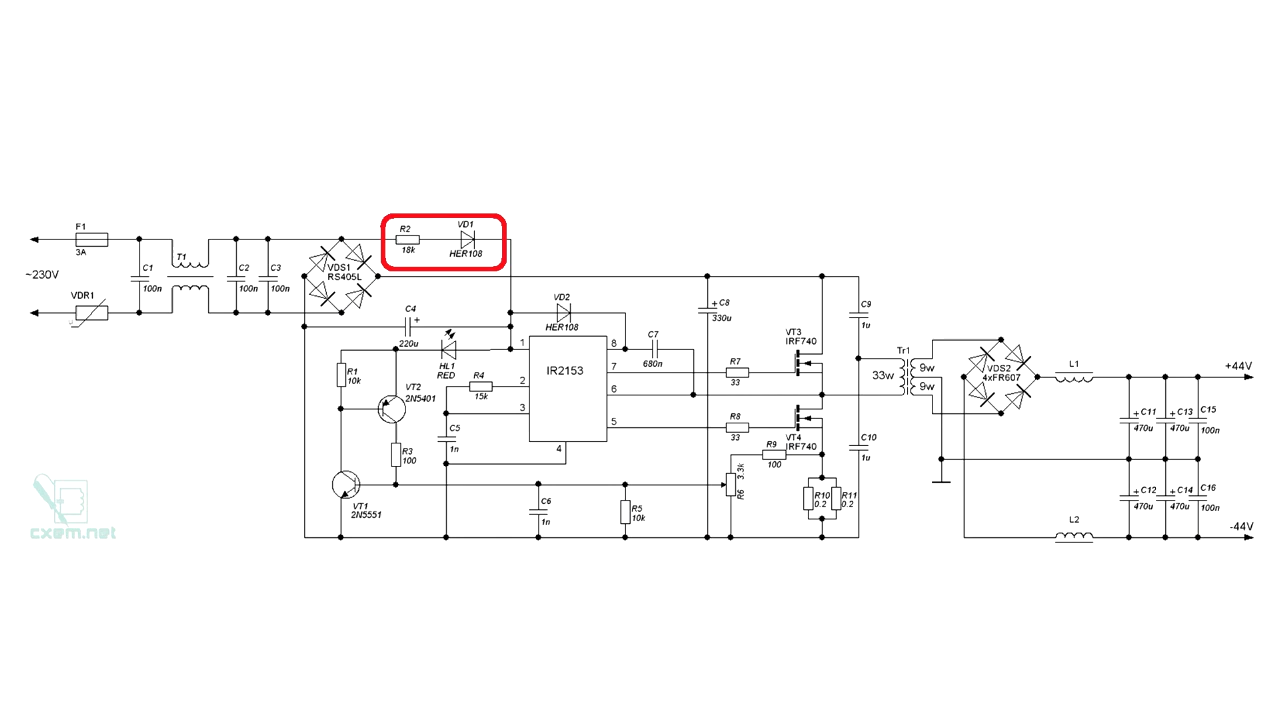 F1
3A
~230V
VDR1
C1
100n
T1
C2
100n
C3
100n
VDS1
RS405L
R2
18k
VD1
HER108
C4
+
220u
HL1
RED
VD2
HER108
C7
680n
R1
10k
VT2
2N5401
R3
100
VT1
2N5551
R4
15k
C5
1n
IR2153
1
2
3
4
8
7
6
5
C6
1n
R5
10k
R6
3.3k
R7
33
R8
33
R9
100
+
C8
330u
VT3
IRF740
VT4
IRF740
R10
0.2
R11
0.2
C9
1u
C10
1u
Tr1
33w
9w
9w
VDS2
4xFR607
L1
L2
+44V
-44V
+
C11
470u
+
C13
470u
C15
100n
+
C12
470u
+
C14
470u
C16
100n
cxem.net